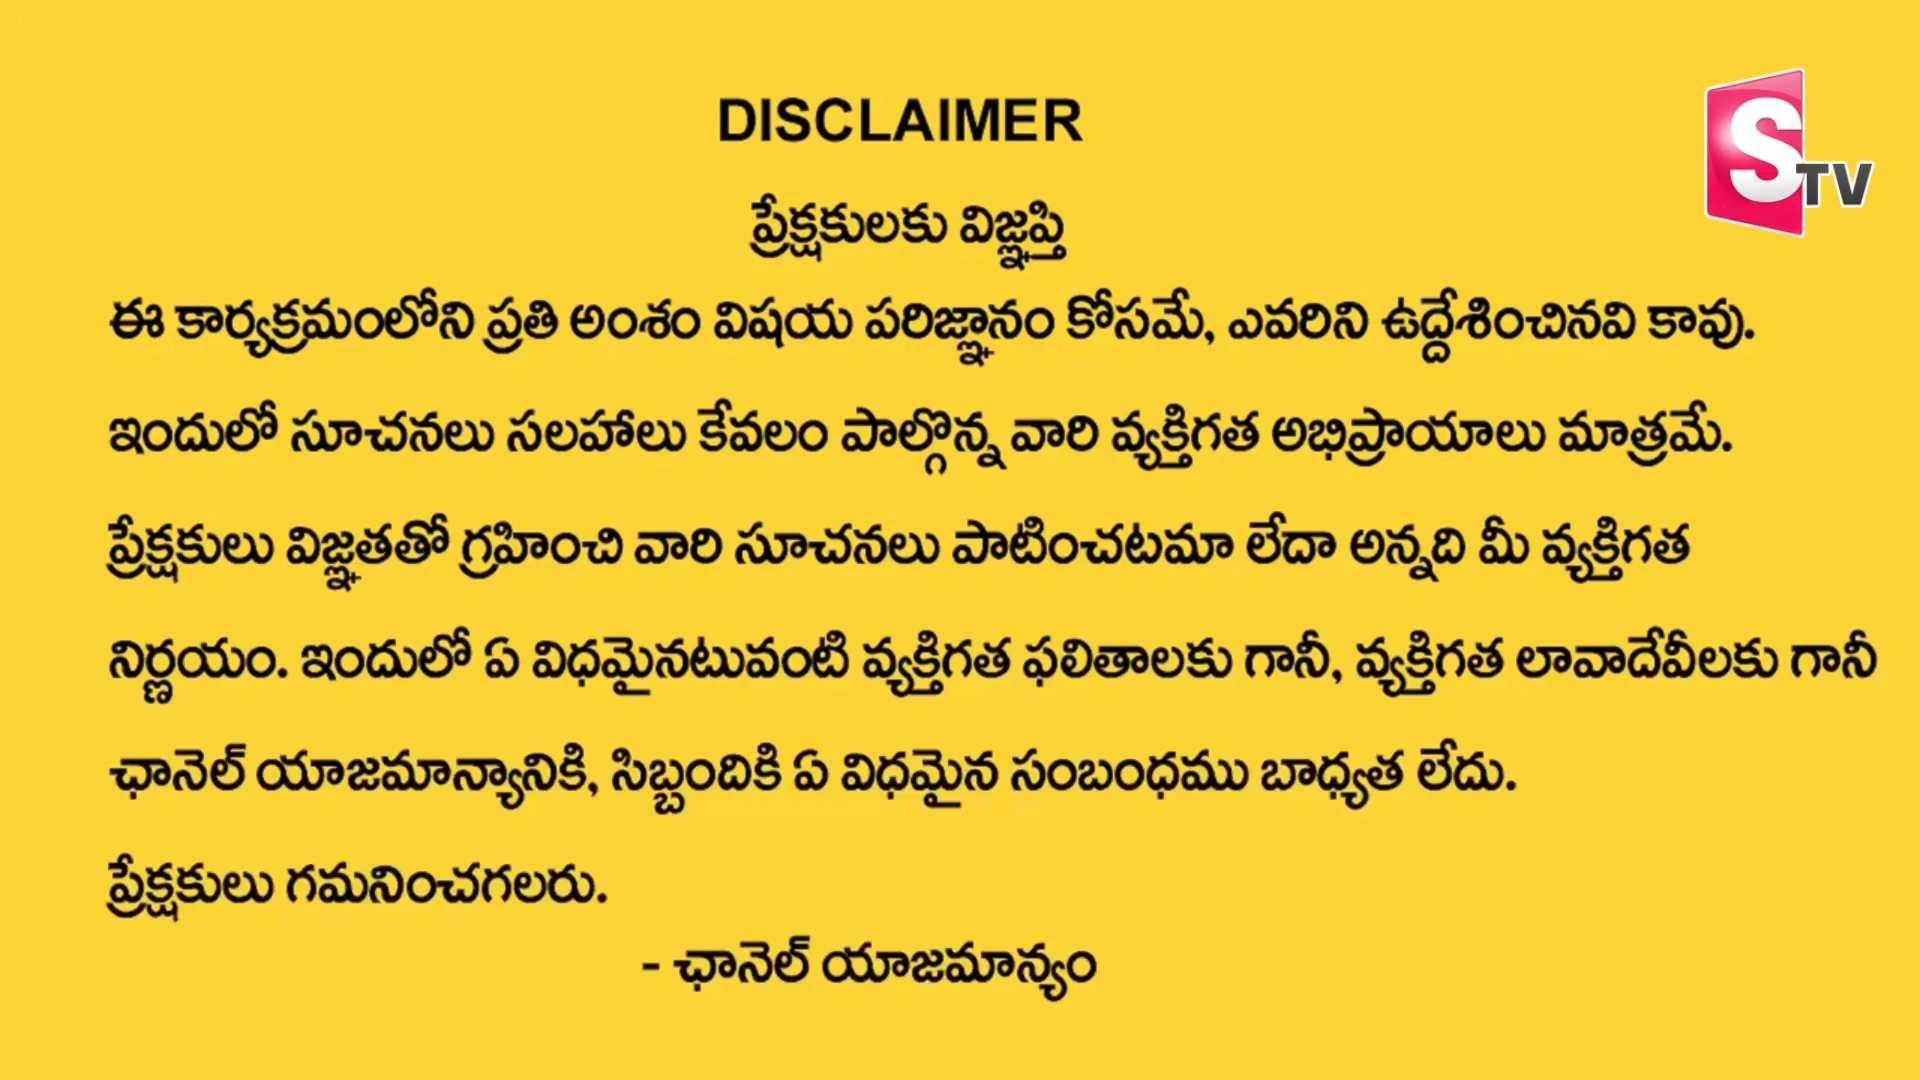 DISCLAIMER
STV
ప్రేక్షకులకు విజ్ఞప్తి
ఈ కార్యక్రమంలోని ప్రతి అంశం విషయ పరిజ్ఞానం కోసమే, ఎవరిని ఉద్దేశించినవి కావు.
ఇందులో సూచనలు సలహాలు కేవలం పాల్గొన్న వారి వ్యక్తిగత అభిప్రాయాలు మాత్రమే.
ప్రేక్షకులు విజ్ఞతతో గ్రహించి వారి సూచనలు పాటించటమా లేదా అన్నది మీ వ్యక్తిగత
నిర్ణయం. ఇందులో ఏ విధమైనటువంటి వ్యక్తిగత ఫలితాలకు గానీ, వ్యక్తిగత లావాదేవీలకు గానీ
ఛానెల్ యాజమాన్యానికి, సిబ్బందికి ఏ విధమైన సంబంధము బాధ్యత లేదు.
ప్రేక్షకులు గమనించగలరు.
- ఛానెల్ యాజమాన్యం